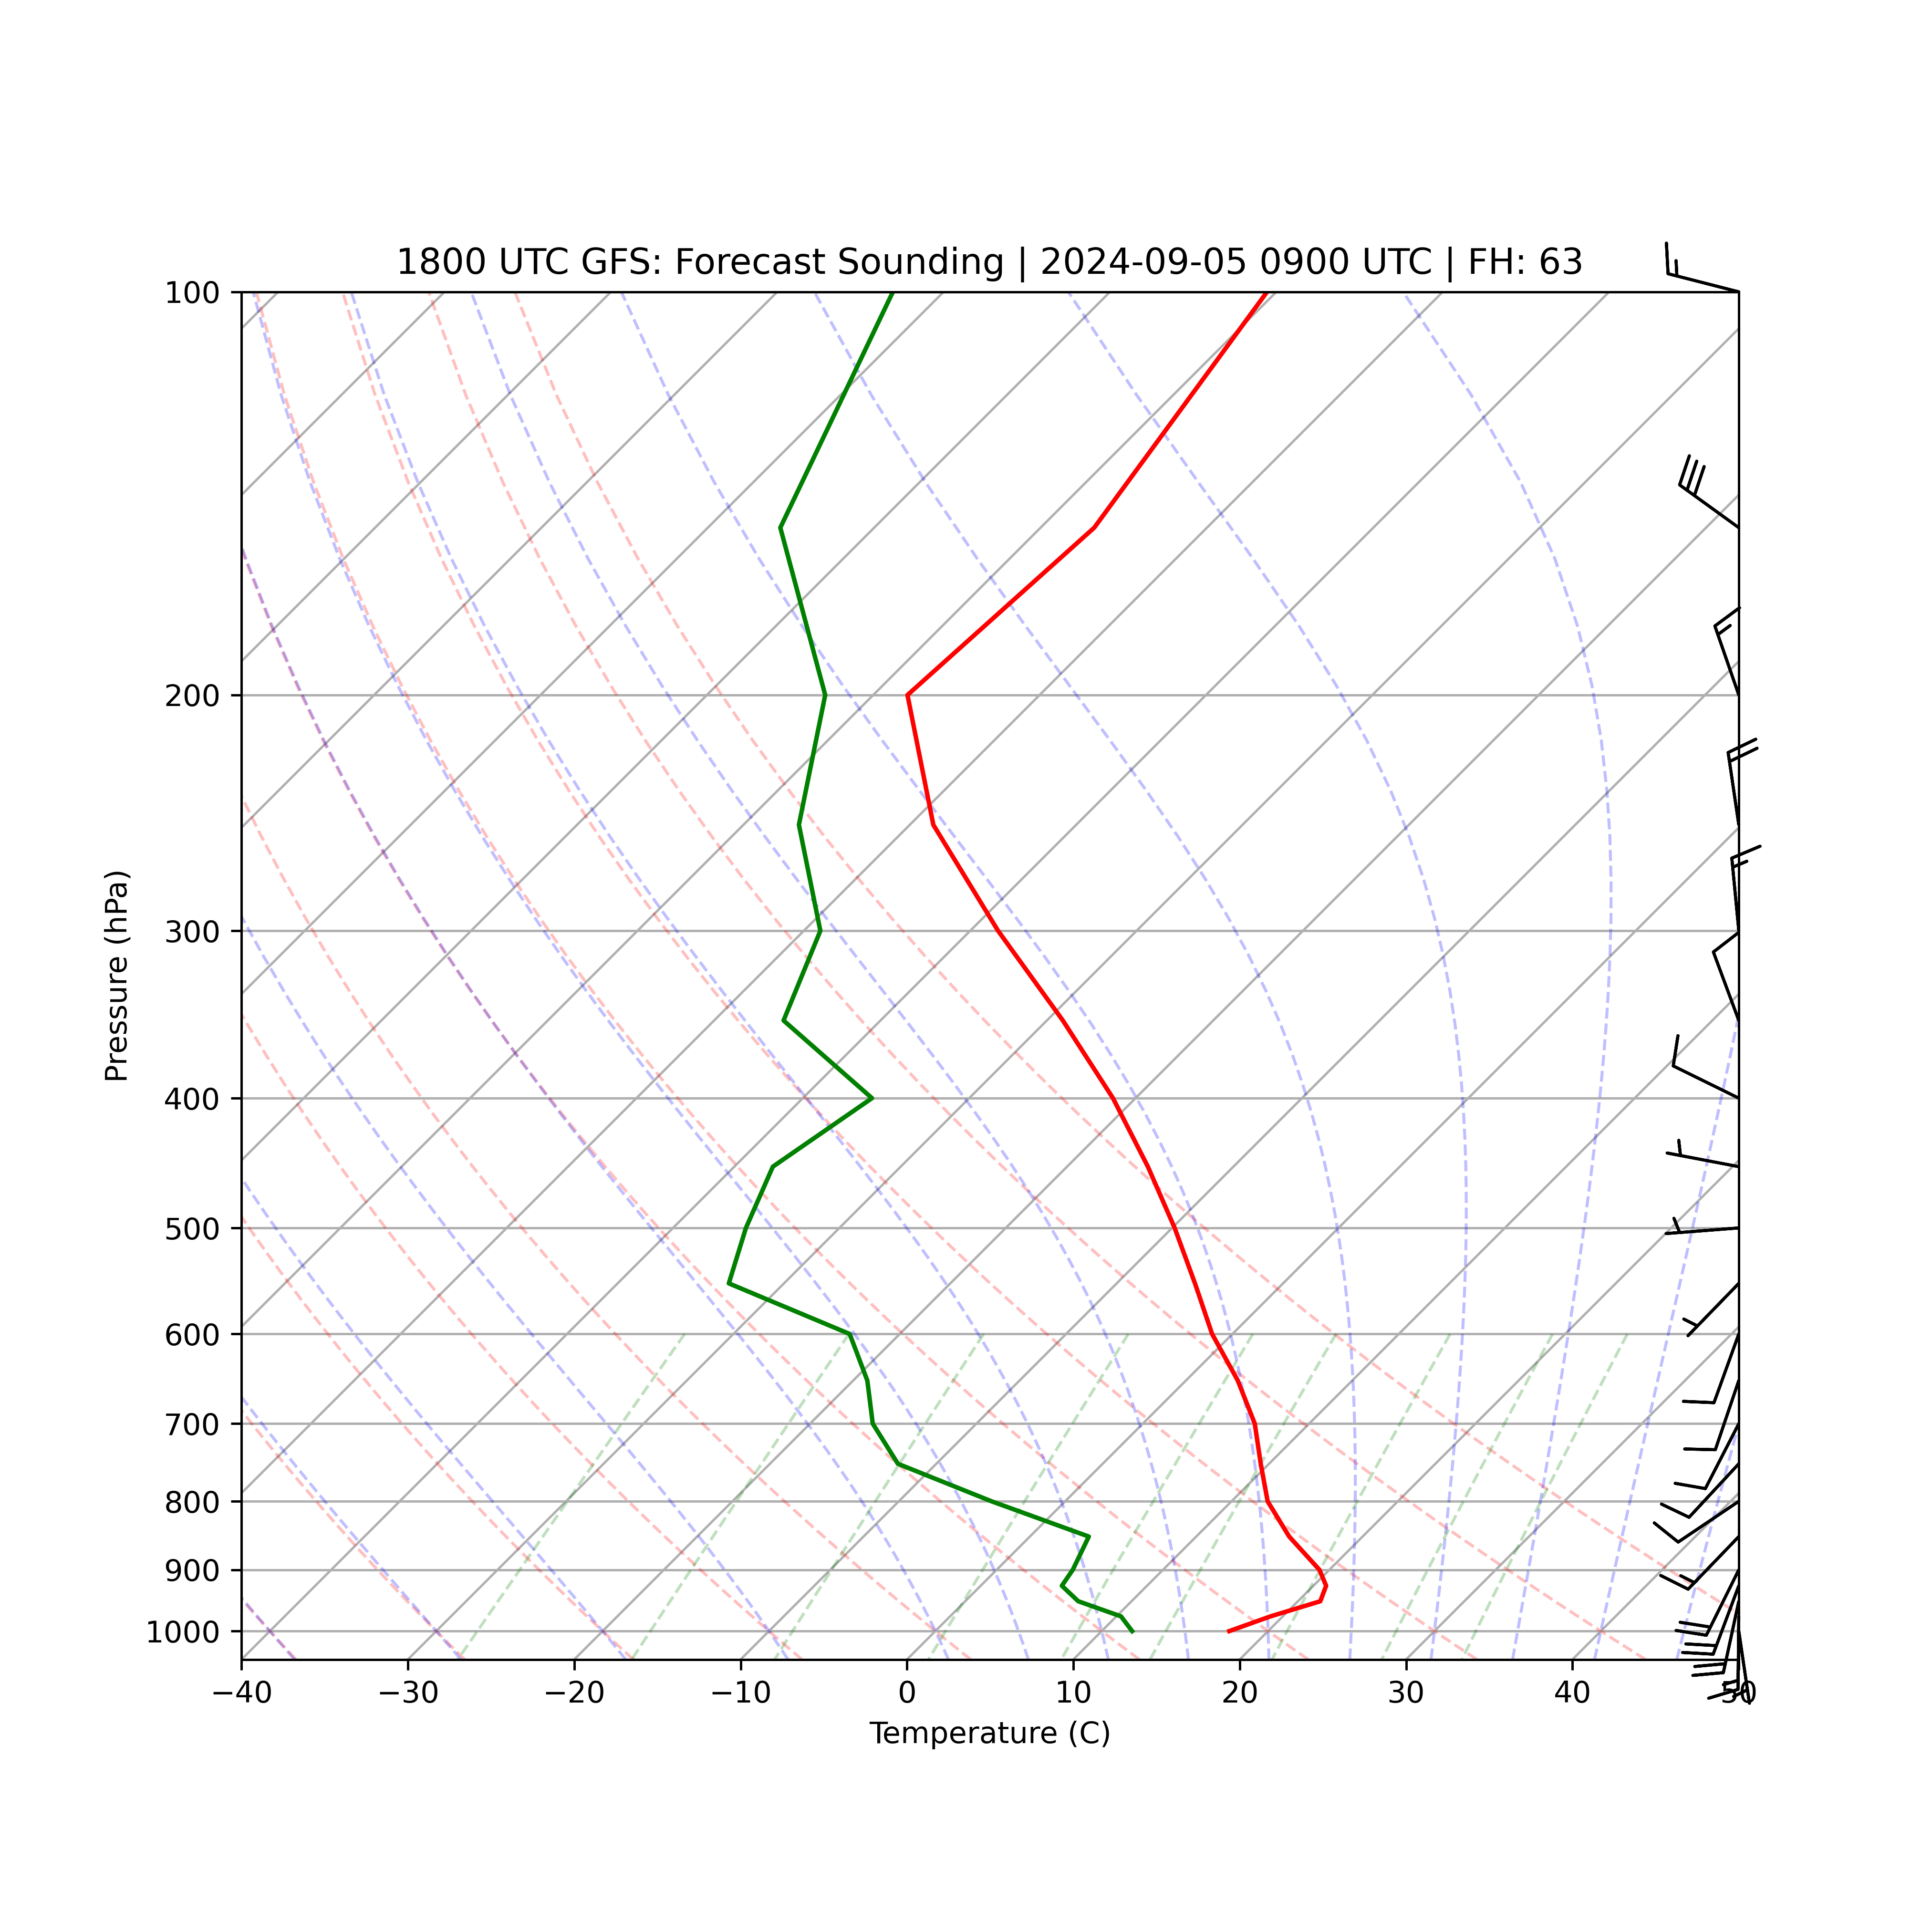 1800 UTC GFS: Forecast Sounding | 2024-09-05 0900 UTC | FH: 63
100
200
300
400
500
600
700
800
900
1000
Pressure (hPa)
−40 −30 −20 −10 0 10 20 30 40 50
Temperature (C)